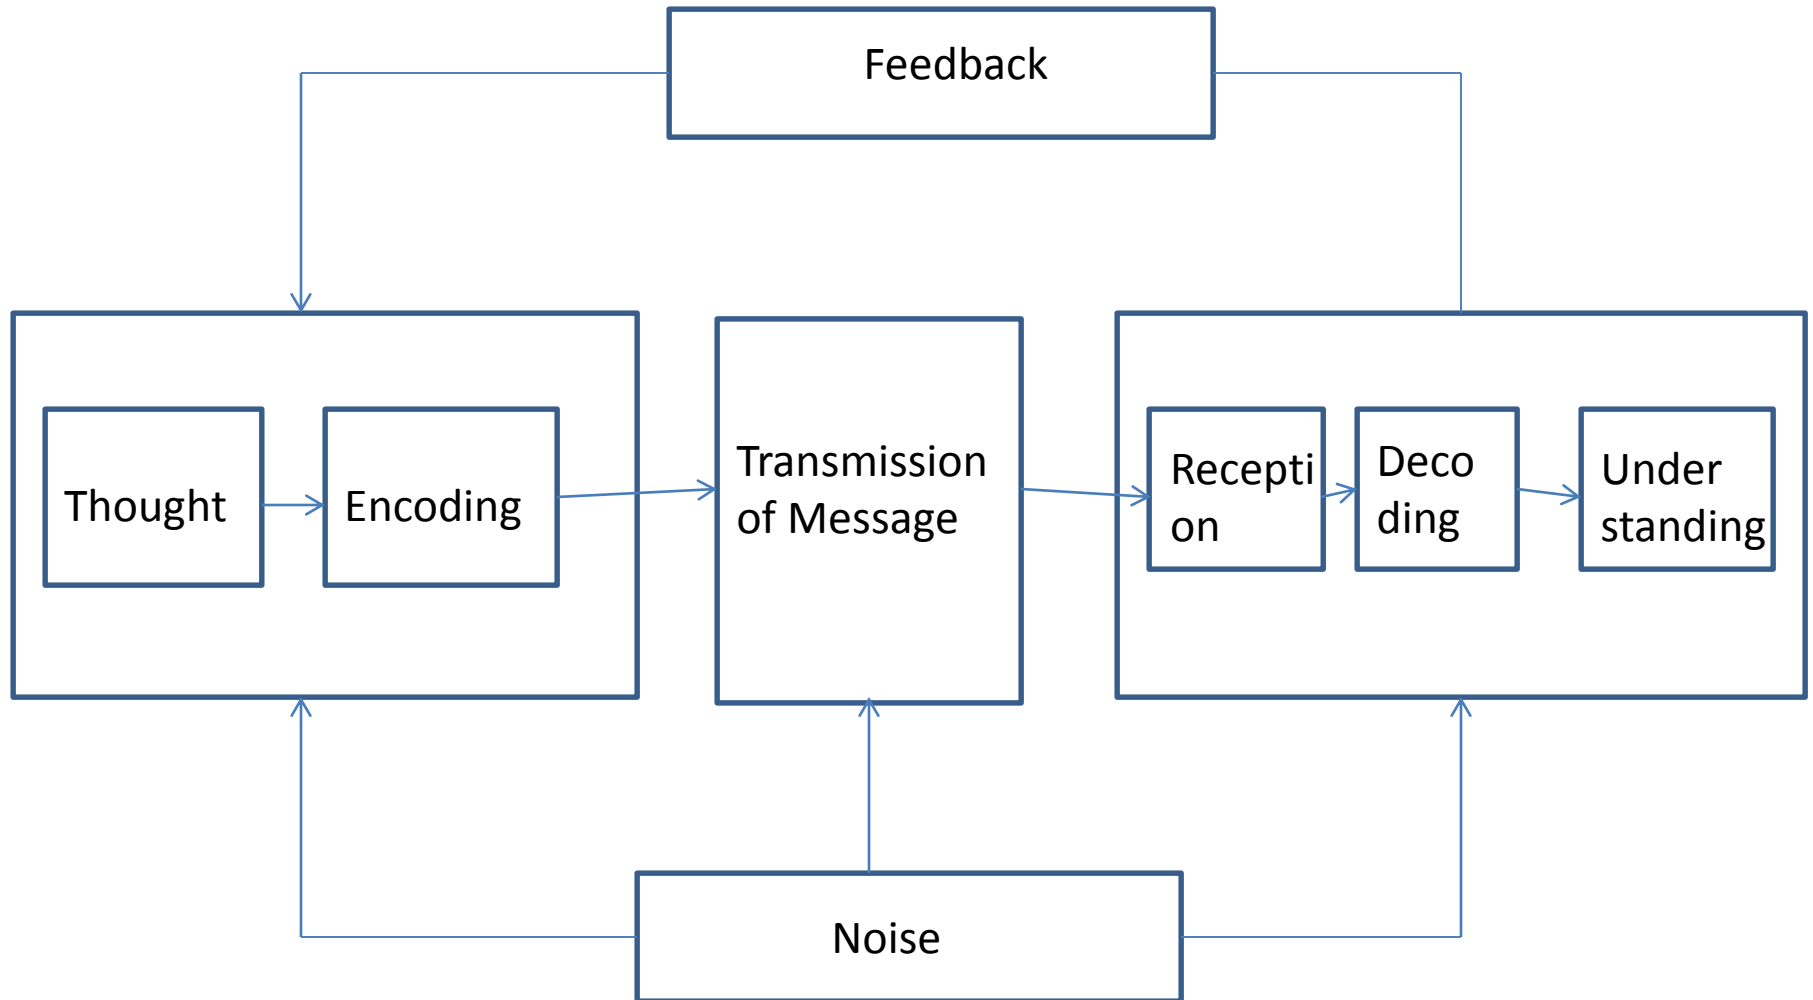 Feedback
Thought
Encoding
Transmission
of Message
Recepti
on
Deco
ding
Under
standing
Noise